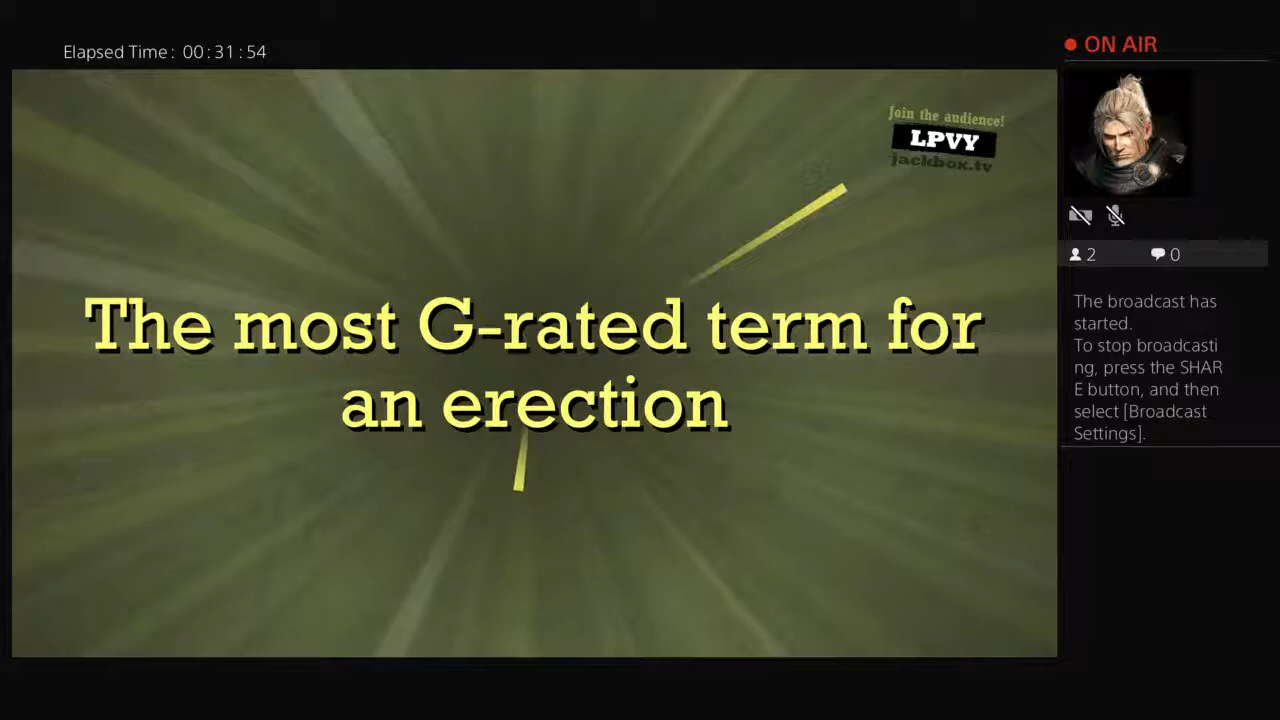 Elapsed Time: 00:31:54
ON AIR
Join the audience!
LPVY
jackbox.tv
The most G-rated term for
an erection
2
0
The broadcast has
started.
To stop broadcasti
ng, press the SHAR
E button, and then
select [Broadcast
Settings].